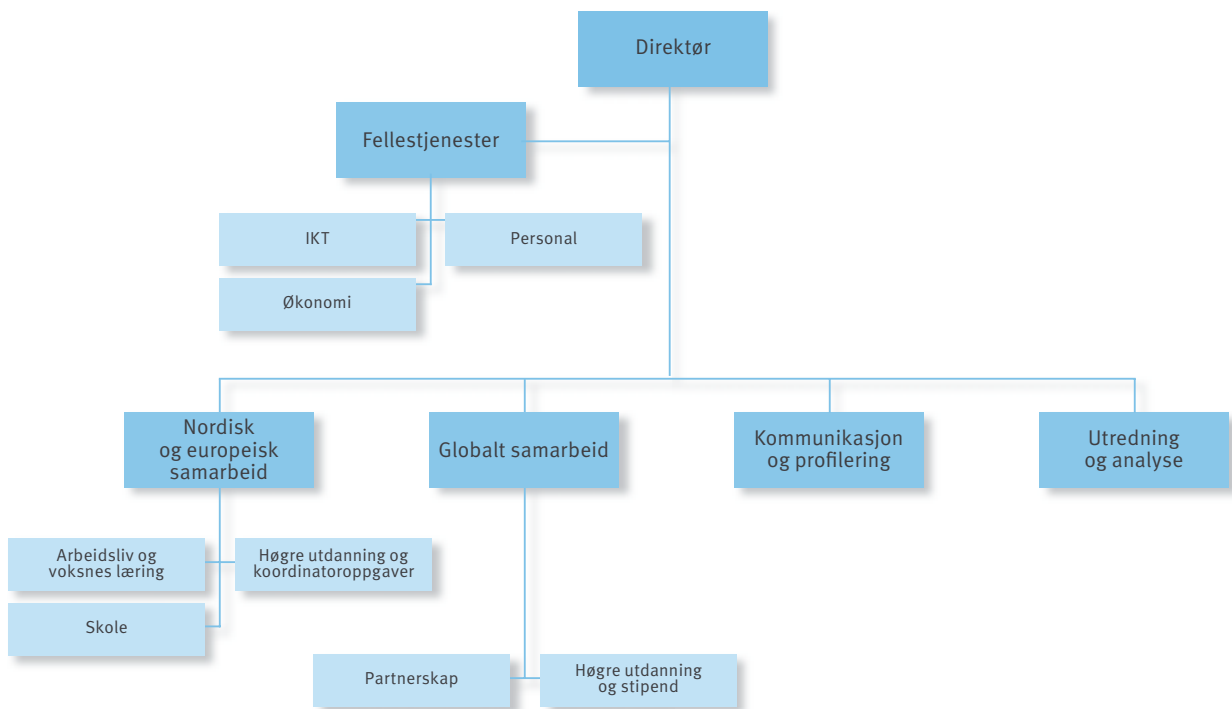 Direktør
Fellestjenester
IKT
Personal
Økonomi
Nordisk
og europeisk
samarbeid
Globalt samarbeid
Kommunikasjon
og profilering
Utredning
og analyse
Arbeidsliv og
voksnes læring
Høgre utdanning og
koordinatoroppgaver
Skole
Partnerskap
Høgre utdanning
og stipend